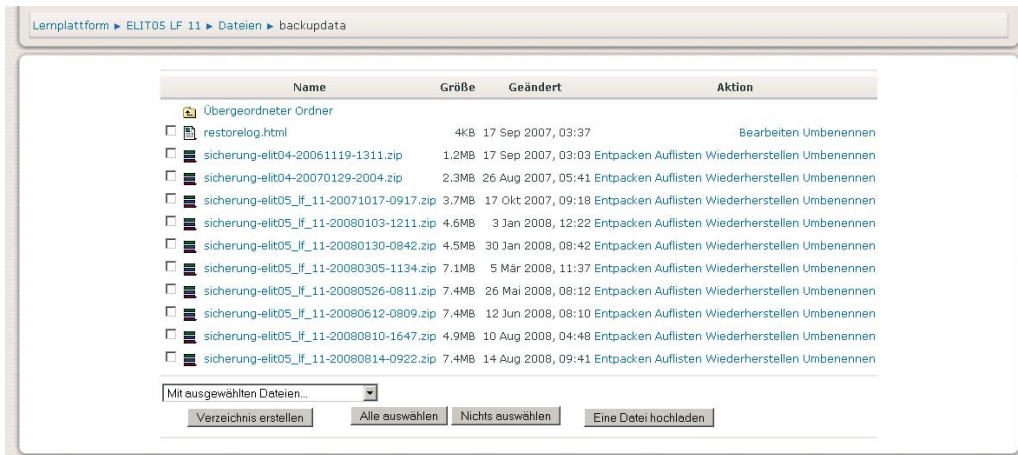 Lernplattform ► ELIT05 LF 11 ► Dateien ► backupdata
Name Größe Geändert Aktion
Übergeordneter Ordner
restorelog.html 4KB 17 Sep 2007, 03:37 Bearbeiten Umbenennen
sicherung-elit04-20061119-1311.zip 1.2MB 17 Sep 2007, 03:03 Entpacken Auflisten Wiederherstellen Umbenennen
sicherung-elit04-20070129-2004.zip 2.3MB 26 Aug 2007, 05:41 Entpacken Auflisten Wiederherstellen Umbenennen
sicherung-elit05_lf_11-20071017-0917.zip 3.7MB 17 Okt 2007, 09:18 Entpacken Auflisten Wiederherstellen Umbenennen
sicherung-elit05_lf_11-20080103-1211.zip 4.6MB 3 Jan 2008, 12:22 Entpacken Auflisten Wiederherstellen Umbenennen
sicherung-elit05_lf_11-20080130-0842.zip 4.5MB 30 Jan 2008, 08:42 Entpacken Auflisten Wiederherstellen Umbenennen
sicherung-elit05_lf_11-20080305-1134.zip 7.1MB 5 Mär 2008, 11:37 Entpacken Auflisten Wiederherstellen Umbenennen
sicherung-elit05_lf_11-20080526-0811.zip 7.4MB 26 Mai 2008, 08:12 Entpacken Auflisten Wiederherstellen Umbenennen
sicherung-elit05_lf_11-20080612-0809.zip 7.4MB 12 Jun 2008, 08:10 Entpacken Auflisten Wiederherstellen Umbenennen
sicherung-elit05_lf_11-20080810-1647.zip 4.9MB 10 Aug 2008, 04:48 Entpacken Auflisten Wiederherstellen Umbenennen
sicherung-elit05_lf_11-20080814-0922.zip 7.4MB 14 Aug 2008, 09:41 Entpacken Auflisten Wiederherstellen Umbenennen
Mit ausgewählten Dateien...
Verzeichnis erstellen Alle auswählen Nichts auswählen Eine Datei hochladen